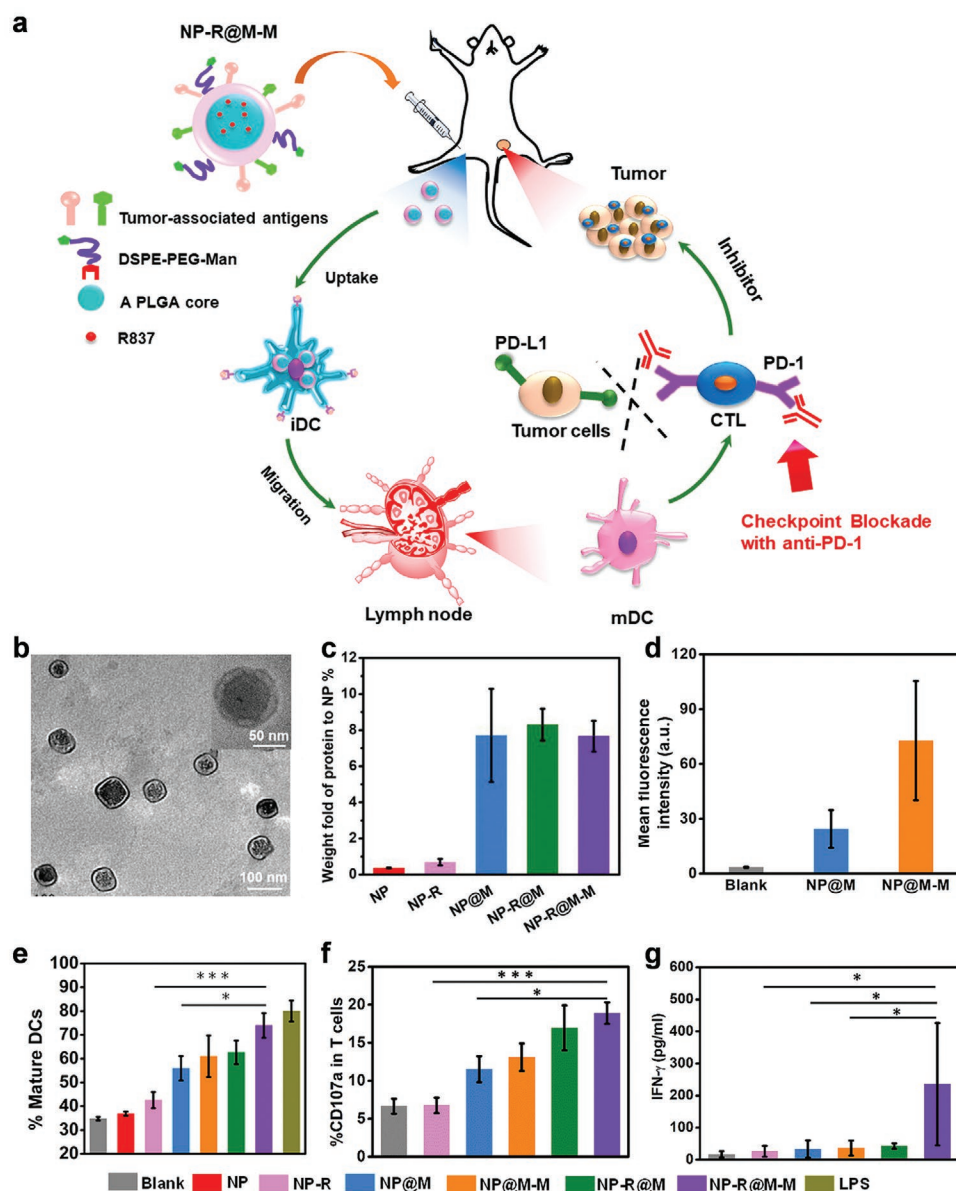 a
NP-R@M-M
Tumor-associated antigens
DSPE-PEG-Man
A PLGA core
R837
Uptake
iDC
Migration
Lymph node
mDC
Tumor
Inhibitor
PD-L1
Tumor cells
PD-1
CTL
Checkpoint Blockade
with anti-PD-1
b
50 nm
100 nm
c
Weight fold of protein to NP %
12
10
8
6
4
2
0
NP
NP-R
NP@M
NP-R@M
NP-R@M-M
d
Mean fluorescence
intensity (a.u.)
120
90
60
30
0
Blank
NP@M
NP@M-M
e
% Mature DCs
100
90
80
70
60
50
40
30
20
***
*
f
%CD107a in T cells
25
20
15
10
5
0
***
*
g
IFN-γ (pg/ml)
600
500
400
300
200
100
0
*
*
*
Blank NP NP-R NP@M NP@M-M NP-R@M NP-R@M-M LPS